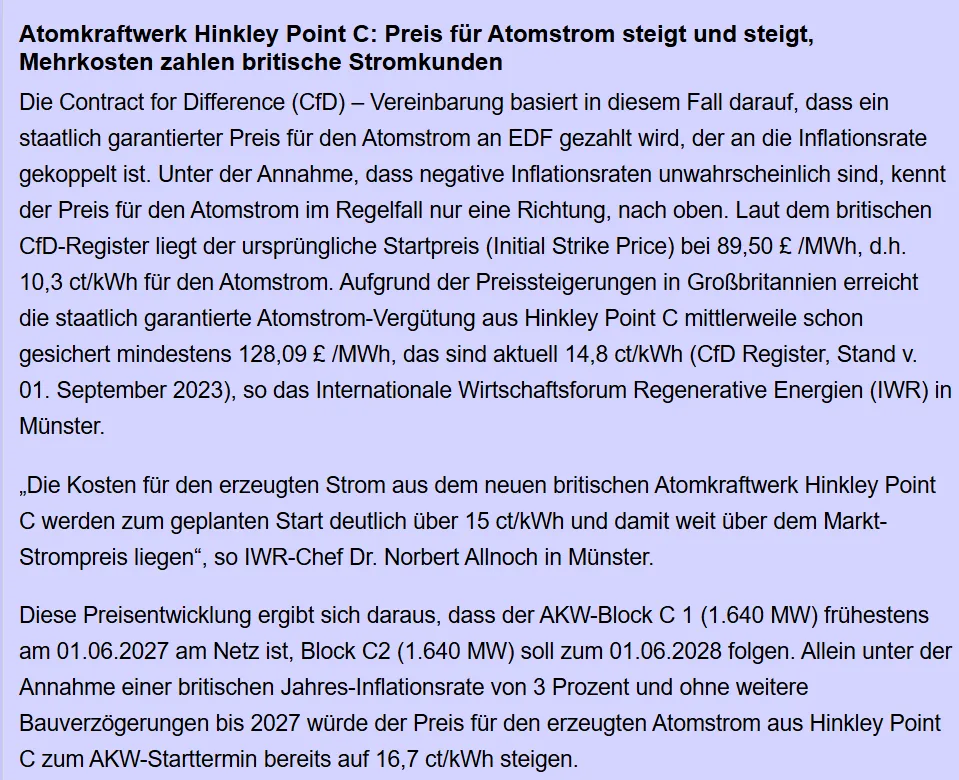 Atomkraftwerk Hinkley Point C: Preis für Atomstrom steigt und steigt,
Mehrkosten zahlen britische Stromkunden
Die Contract for Difference (CfD) – Vereinbarung basiert in diesem Fall darauf, dass ein
staatlich garantierter Preis für den Atomstrom an EDF gezahlt wird, der an die Inflationsrate
gekoppelt ist. Unter der Annahme, dass negative Inflationsraten unwahrscheinlich sind, kennt
der Preis für den Atomstrom im Regelfall nur eine Richtung, nach oben. Laut dem britischen
CfD-Register liegt der ursprüngliche Startpreis (Initial Strike Price) bei 89,50 £ /MWh, d.h.
10,3 ct/kWh für den Atomstrom. Aufgrund der Preissteigerungen in Großbritannien erreicht
die staatlich garantierte Atomstrom-Vergütung aus Hinkley Point C mittlerweile schon
gesichert mindestens 128,09 £ /MWh, das sind aktuell 14,8 ct/kWh (CfD Register, Stand v.
01. September 2023), so das Internationale Wirtschaftsforum Regenerative Energien (IWR) in
Münster.
„Die Kosten für den erzeugten Strom aus dem neuen britischen Atomkraftwerk Hinkley Point
C werden zum geplanten Start deutlich über 15 ct/kWh und damit weit über dem Markt-
Strompreis liegen“, so IWR-Chef Dr. Norbert Allnoch in Münster.
Diese Preisentwicklung ergibt sich daraus, dass der AKW-Block C 1 (1.640 MW) frühestens
am 01.06.2027 am Netz ist, Block C2 (1.640 MW) soll zum 01.06.2028 folgen. Allein unter der
Annahme einer britischen Jahres-Inflationsrate von 3 Prozent und ohne weitere
Bauverzögerungen bis 2027 würde der Preis für den erzeugten Atomstrom aus Hinkley Point
C zum AKW-Starttermin bereits auf 16,7 ct/kWh steigen.